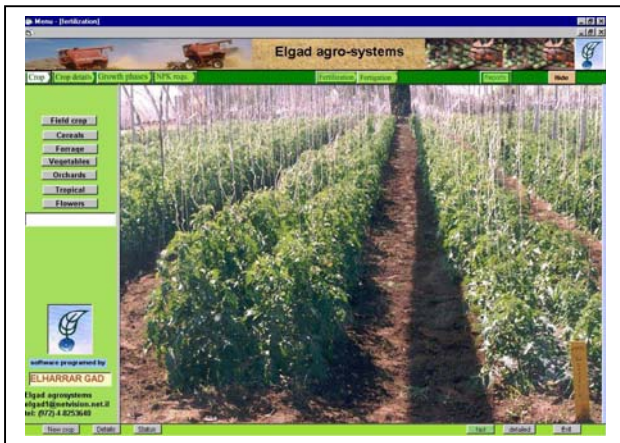 Menu - [fertilization]
Elgad agro-systems
Crop Crop details Growth phases NPK requ. Fertilization Fertigation Reports Hide
Field crop
Cereals
Forrage
Vegetables
Orchards
Tropical
Flowers
software programed by
ELHARRAR GAD
Elgad agrosystems
elgad1@netvision.net.il
tel: (972) 4 8253640
New crop Details Status fast detailed Exit